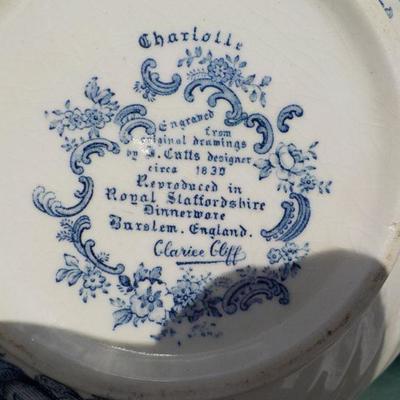 Charlotte
Engraved
from
original drawings
by J. Cutts designer
circa 1830
Reproduced in
Royal Staffordshire
Dinnerware
Burslem, England.
Clarice Cliff